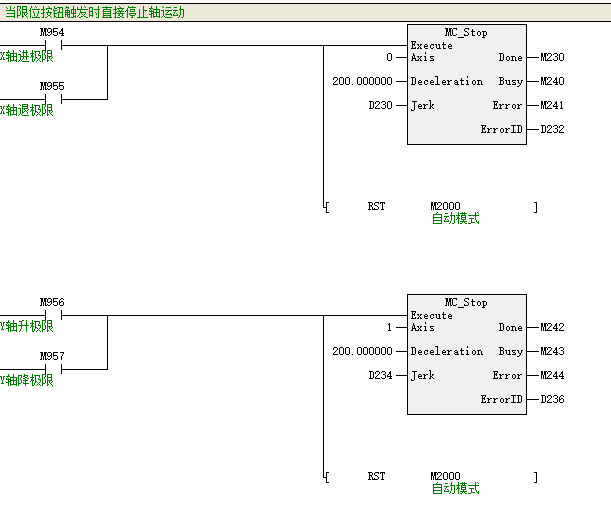 当限位按钮触发时直接停止轴运动
M954
X轴进极限
M955
X轴退极限
MC_Stop
Execute
0 Axis Done M230
200.000000 Deceleration Busy M240
D230 Jerk Error M241
ErrorID D232
[ RST M2000 ]
自动模式
M956
Y轴升极限
M957
Y轴降极限
MC_Stop
Execute
1 Axis Done M242
200.000000 Deceleration Busy M243
D234 Jerk Error M244
ErrorID D236
[ RST M2000 ]
自动模式